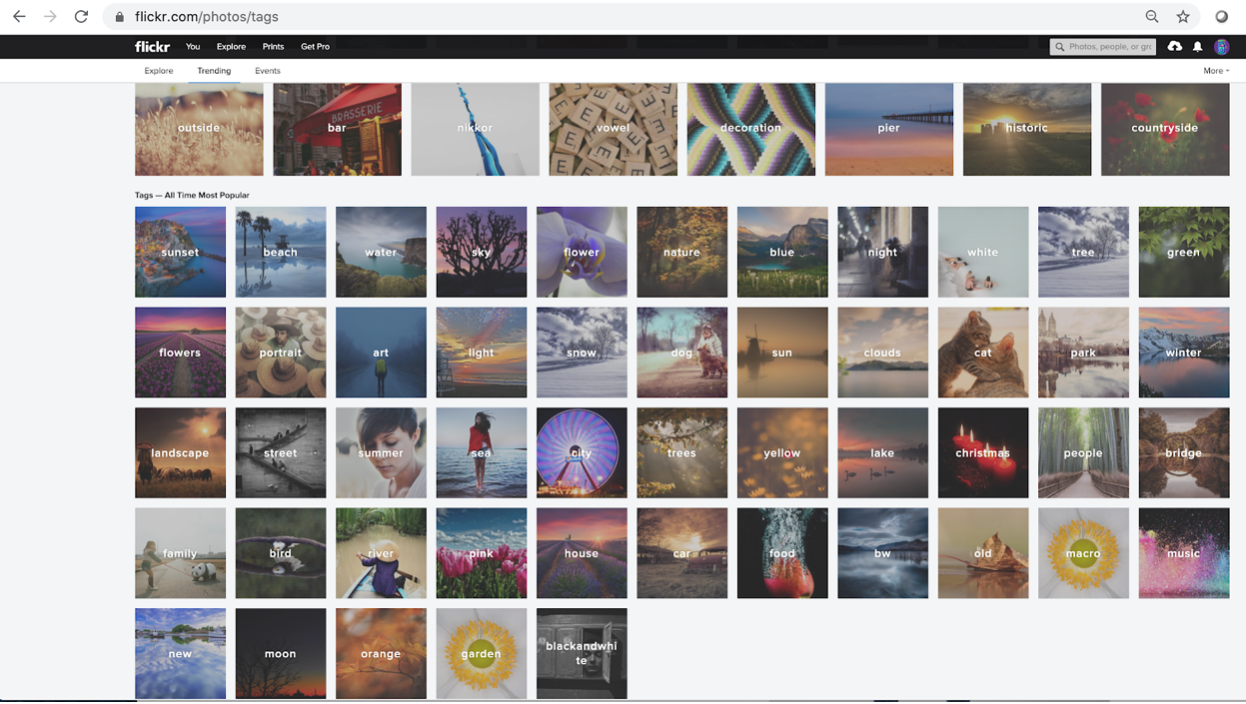 flickr.com/photos/tags
flickr You Explore Prints Get Pro Photos, people, or gro
Explore Trending Events More
outside bar nikkor vowel decoration pier historic countryside
BRASSERIE
E E E E E
Tags — All Time Most Popular
sunset beach water sky flower nature blue night white tree green
flowers portrait art light snow dog sun clouds cat park winter
landscape street summer sea city trees yellow lake christmas people bridge
family bird river pink house car food bw old macro music
new moon orange garden blackandwhi
te